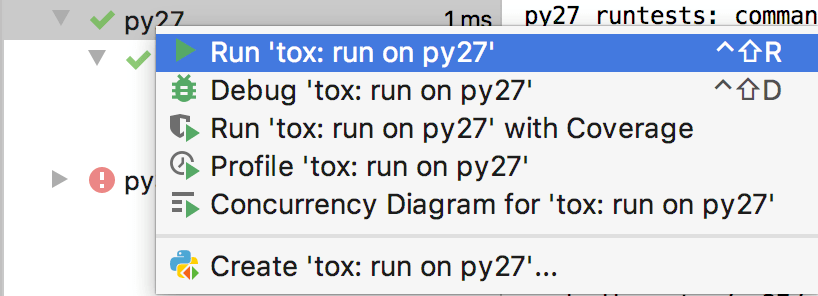 py27 1 ms py27 runtests: comman
Run 'tox: run on py27' ^⇧R
Debug 'tox: run on py27' ^⇧D
Run 'tox: run on py27' with Coverage
Profile 'tox: run on py27'
py
Concurrency Diagram for 'tox: run on py27'
Create 'tox: run on py27'...